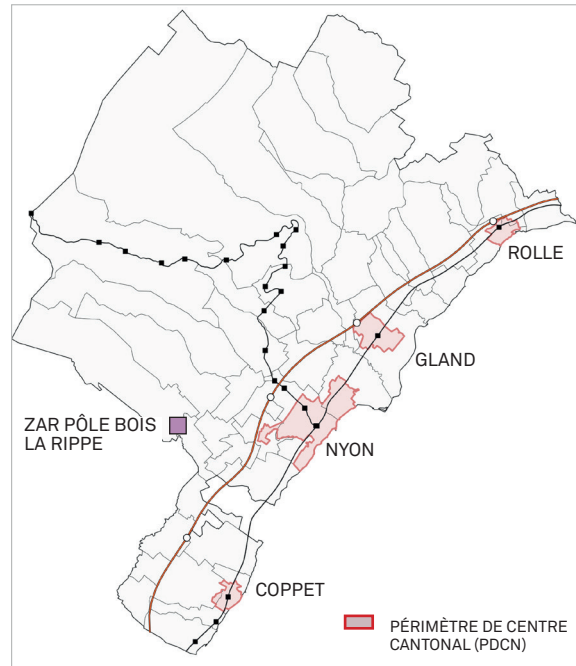 ROLLE
GLAND
ZAR PÔLE BOIS
LA RIPPE
NYON
COPPET
PÉRIMÈTRE DE CENTRE
CANTONAL (PDCN)